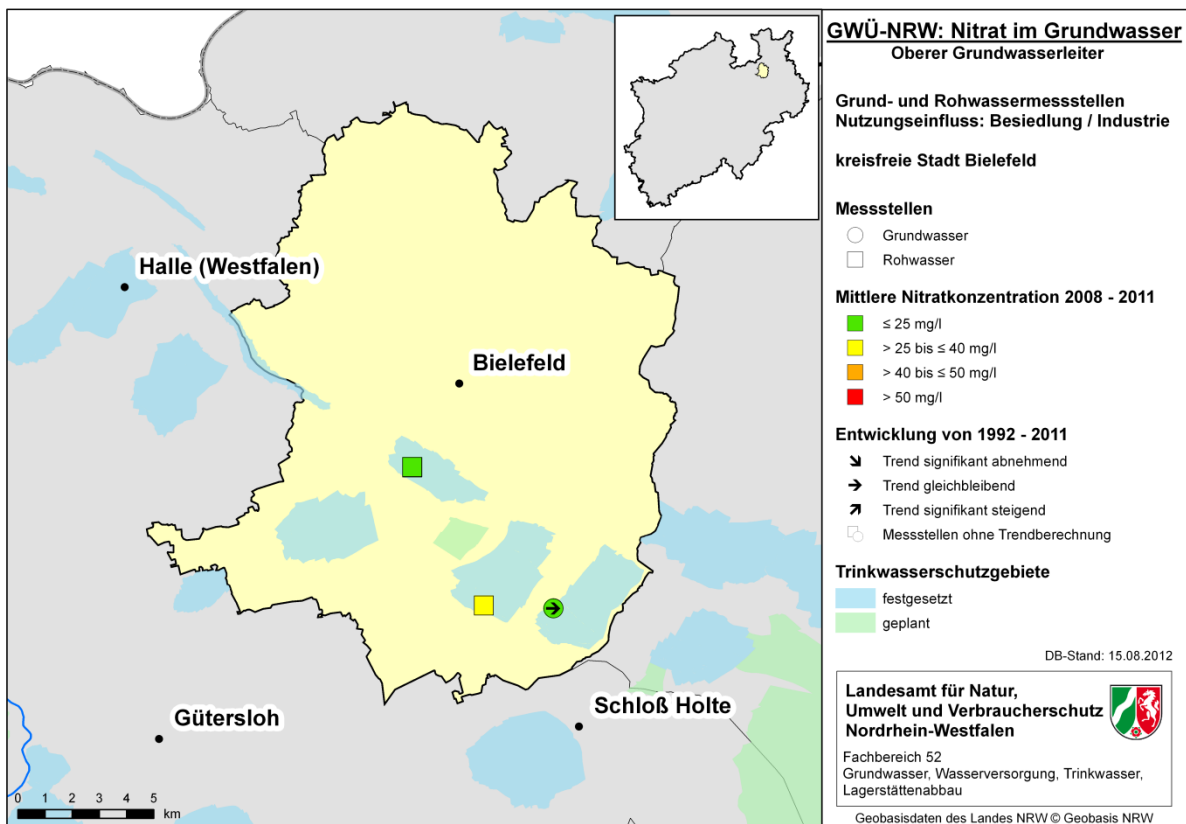 GWÜ-NRW: Nitrat im Grundwasser
Oberer Grundwasserleiter
Grund- und Rohwassermessstellen
Nutzungseinfluss: Besiedlung / Industrie
kreisfreie Stadt Bielefeld
Messstellen
Grundwasser
Rohwasser
Mittlere Nitratkonzentration 2008 - 2011
≤ 25 mg/l
> 25 bis ≤ 40 mg/l
> 40 bis ≤ 50 mg/l
> 50 mg/l
Entwicklung von 1992 - 2011
Trend signifikant abnehmend
Trend gleichbleibend
Trend signifikant steigend
Messstellen ohne Trendberechnung
Trinkwasserschutzgebiete
festgesetzt
geplant
DB-Stand: 15.08.2012
Landesamt für Natur,
Umwelt und Verbraucherschutz
Nordrhein-Westfalen
Fachbereich 52
Grundwasser, Wasserversorgung, Trinkwasser,
Lagerstättenabbau
Geobasisdaten des Landes NRW © Geobasis NRW
Halle (Westfalen)
Bielefeld
Gütersloh
Schloß Holte
0 1 2 3 4 5
km